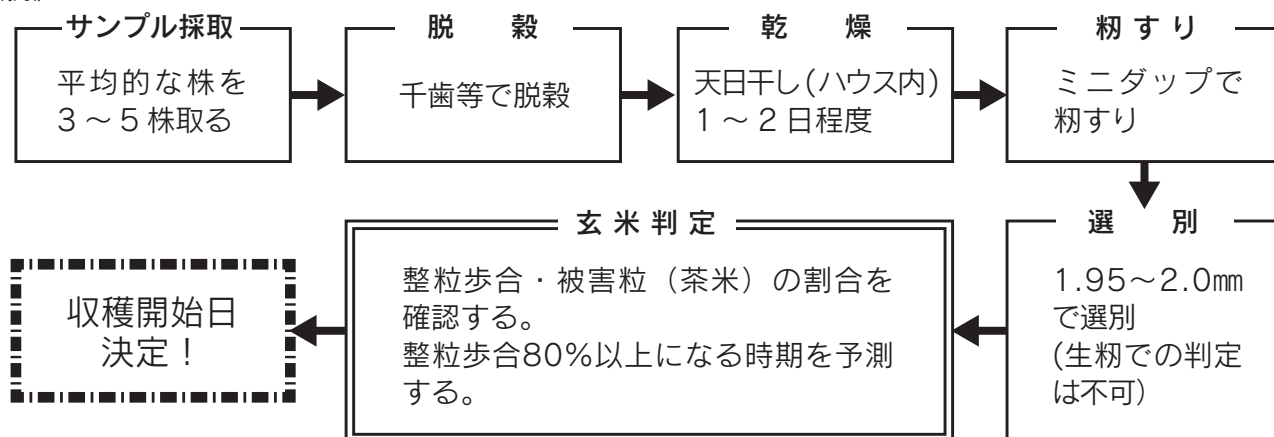 サンプル採取
平均的な株を
3～5株取る
脱穀
千歯等で脱穀
乾燥
天日干し(ハウス内)
1～2日程度
籾すり
ミニダップで
籾すり
選別
1.95～2.0㎜
で選別
(生籾での判定
は不可)
玄米判定
整粒歩合・被害粒（茶米）の割合を
確認する。
整粒歩合80%以上になる時期を予測
する。
収穫開始日
決定！